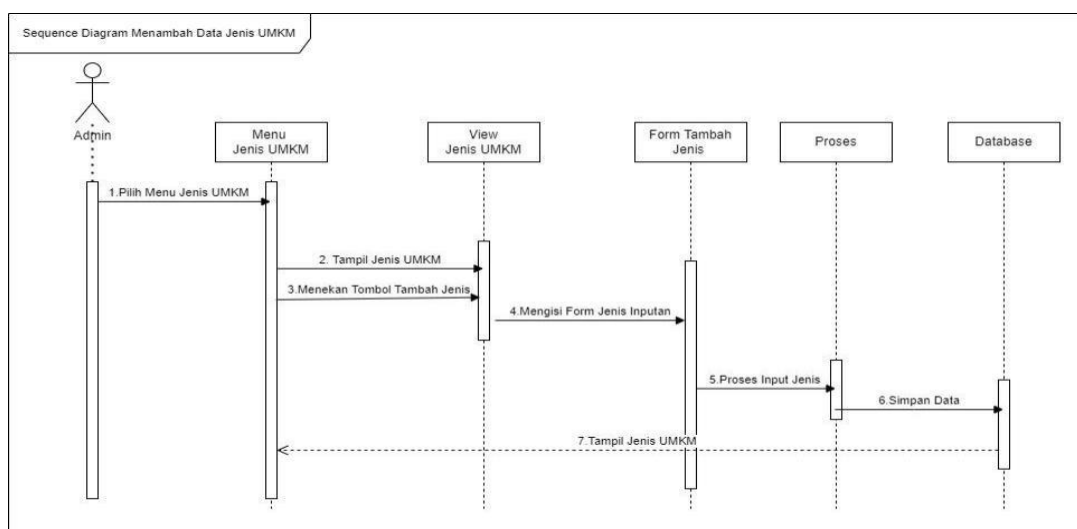 Sequence Diagram Menambah Data Jenis UMKM
Admin
Menu
Jenis UMKM
View
Jenis UMKM
Form Tambah
Jenis
Proses
Database
1.Pilih Menu Jenis UMKM
2. Tampil Jenis UMKM
3.Menekan Tombol Tambah Jenis
4.Mengisi Form Jenis Inputan
5.Proses Input Jenis
6.Simpan Data
7.Tampil Jenis UMKM